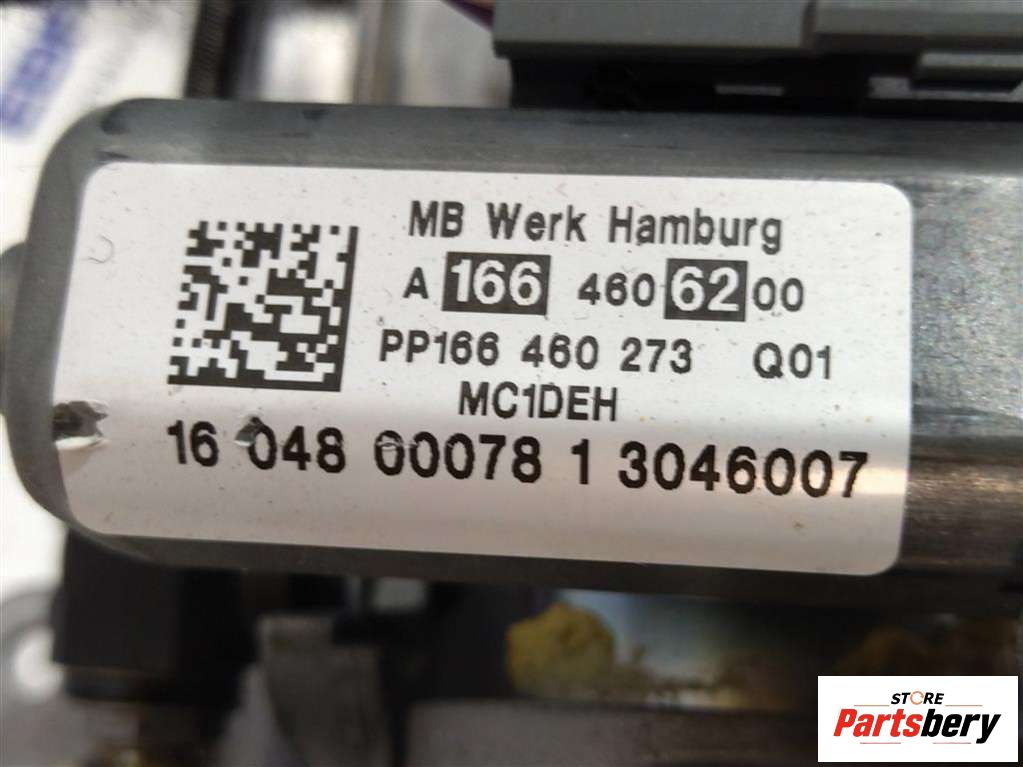 MB Werk Hamburg
A 166 460 62 00
PP166 460 273 Q01
MC1DEH
16 048 00078 1 3046007
STORE
Partsbery